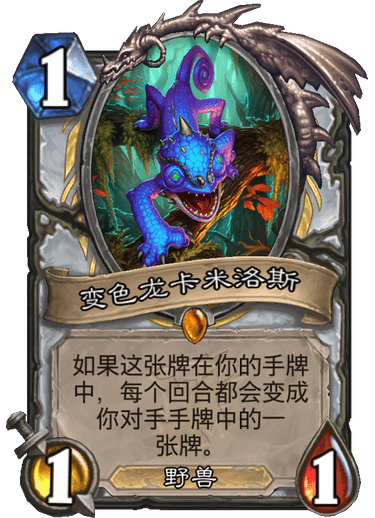 1
变色龙卡米洛斯
如果这张牌在你的手牌
中，每个回合都会变成
你对手手牌中的一
张牌。
野兽
1
1